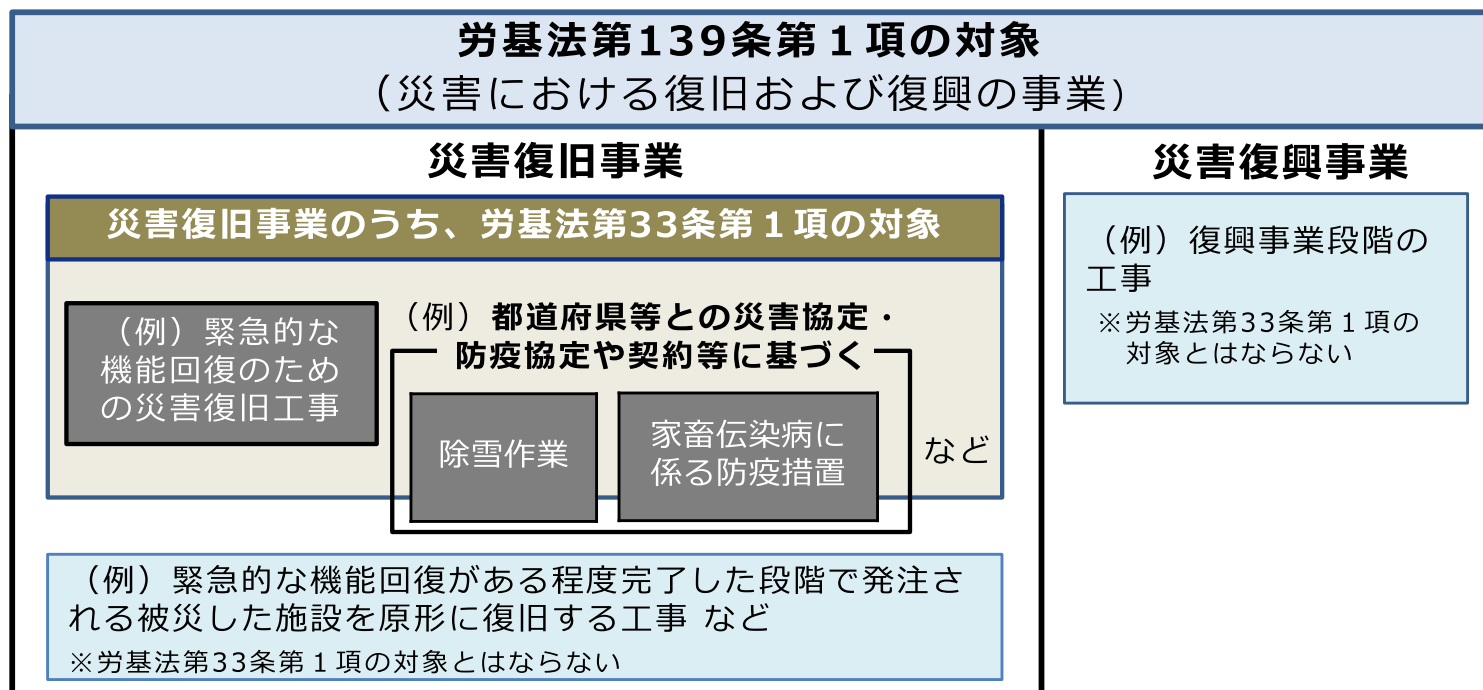 労基法第139条第１項の対象
（災害における復旧および復興の事業）
災害復旧事業
災害復旧事業のうち、労基法第33条第１項の対象
（例）緊急的な
機能回復のため
の災害復旧工事
（例）都道府県等との災害協定・
防疫協定や契約等に基づく
除雪作業
家畜伝染病に
係る防疫措置
など
（例）緊急的な機能回復がある程度完了した段階で発注さ
れる被災した施設を原形に復旧する工事 など
※労基法第33条第１項の対象とはならない
災害復興事業
（例）復興事業段階の
工事
※労基法第33条第１項の
対象とはならない